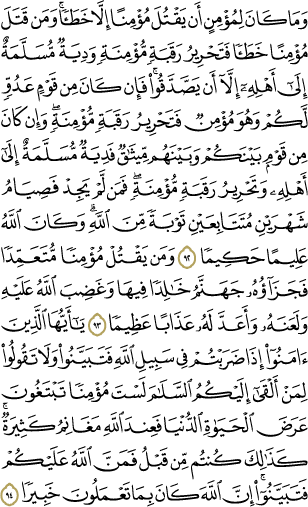 وَمَا كَانَ لِمُؤْمِنٍ أَن يَقْتُلَ مُؤْمِنًا إِلَّا خَطَـًٔا ۚ وَمَن قَتَلَ
مُؤْمِنًا خَطَـًٔا فَتَحْرِيرُ رَقَبَةٍ مُّؤْمِنَةٍ وَدِيَةٌ مُّسَلَّمَةٌ
إِلَىٰٓ أَهْلِهِۦٓ إِلَّآ أَن يَصَّدَّقُوا۟ ۚ فَإِن كَانَ مِن قَوْمٍ عَدُوٍّ
لَّكُمْ وَهُوَ مُؤْمِنٌ فَتَحْرِيرُ رَقَبَةٍ مُّؤْمِنَةٍ ۖ وَإِن كَانَ
مِن قَوْمٍۭ بَيْنَكُمْ وَبَيْنَهُم مِّيثَـٰقٌ فَدِيَةٌ مُّسَلَّمَةٌ إِلَىٰٓ
أَهْلِهِۦ وَتَحْرِيرُ رَقَبَةٍ مُّؤْمِنَةٍ ۖ فَمَن لَّمْ يَجِدْ فَصِيَامُ
شَهْرَيْنِ مُتَتَابِعَيْنِ تَوْبَةً مِّنَ ٱللَّهِ ۗ وَكَانَ ٱللَّهُ
عَلِيمًا حَكِيمًا ٩٢ وَمَن يَقْتُلْ مُؤْمِنًا مُّتَعَمِّدًا
فَجَزَآؤُهُۥ جَهَنَّمُ خَـٰلِدًا فِيهَا وَغَضِبَ ٱللَّهُ عَلَيْهِ
وَلَعَنَهُۥ وَأَعَدَّ لَهُۥ عَذَابًا عَظِيمًا ٩٣ يَـٰٓأَيُّهَا ٱلَّذِينَ
ءَامَنُوٓا۟ إِذَا ضَرَبْتُمْ فِى سَبِيلِ ٱللَّهِ فَتَبَيَّنُوا۟ وَلَا تَقُولُوا۟
لِمَنْ أَلْقَىٰٓ إِلَيْكُمُ ٱلسَّلَـٰمَ لَسْتَ مُؤْمِنًا تَبْتَغُونَ
عَرَضَ ٱلْحَيَوٰةِ ٱلدُّنْيَا فَعِندَ ٱللَّهِ مَغَانِمُ كَثِيرَةٌ ۚ
كَذَٰلِكَ كُنتُم مِّن قَبْلُ فَمَنَّ ٱللَّهُ عَلَيْكُمْ
فَتَبَيَّنُوٓا۟ ۚ إِنَّ ٱللَّهَ كَانَ بِمَا تَعْمَلُونَ خَبِيرًا ٩٤